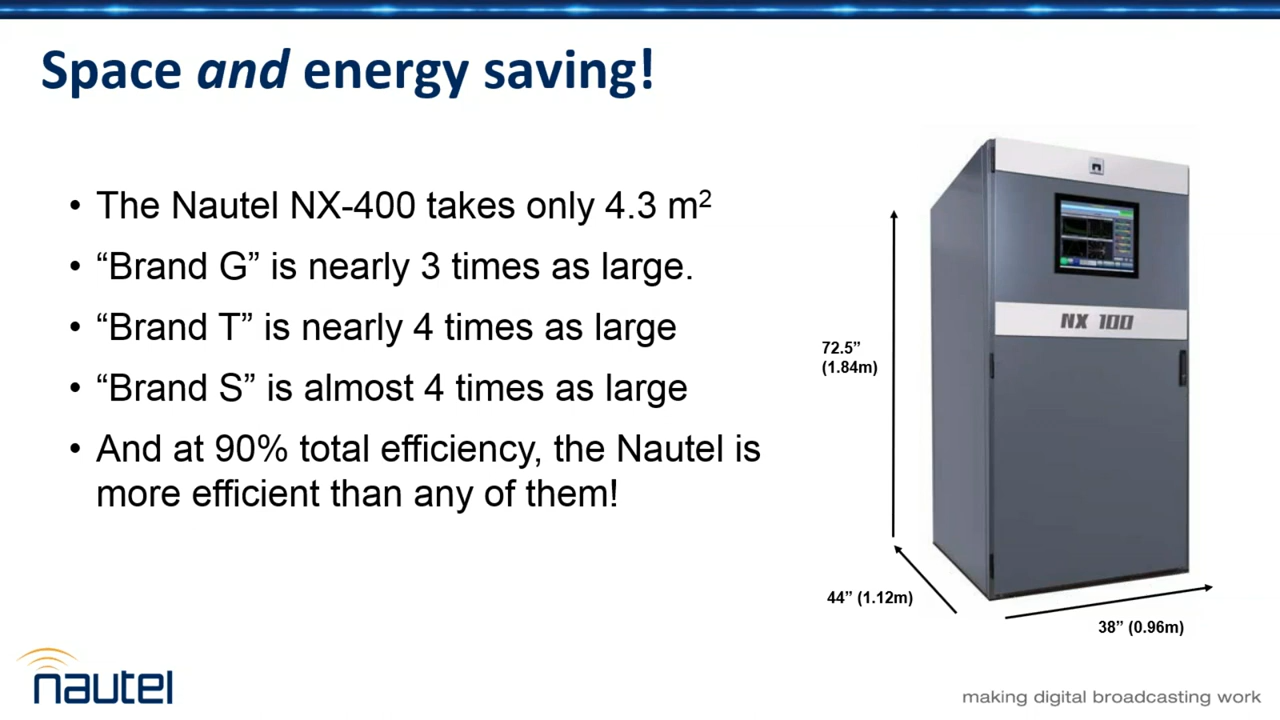 Space and energy saving!
• The Nautel NX-400 takes only 4.3 m²
• “Brand G” is nearly 3 times as large.
• “Brand T” is nearly 4 times as large
• “Brand S” is almost 4 times as large
• And at 90% total efficiency, the Nautel is
more efficient than any of them!
NX 100
72.5”
(1.84m)
44” (1.12m)
38” (0.96m)
nautel
making digital broadcasting work